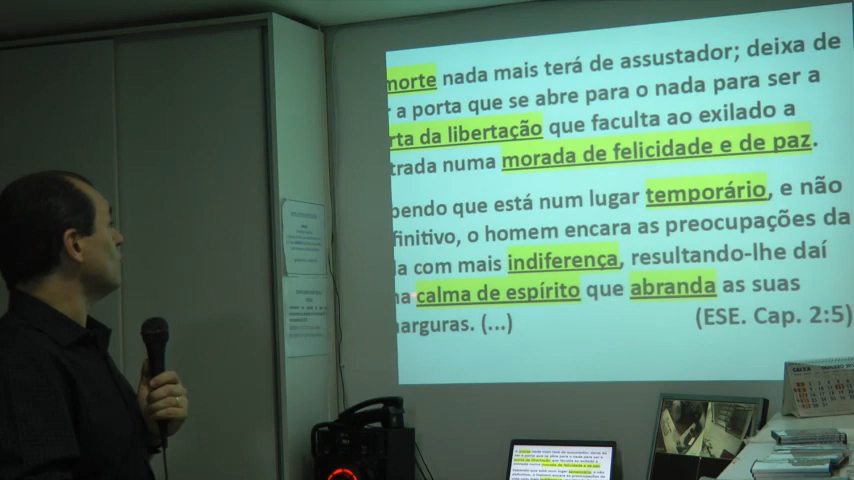 morte nada mais terá de assustador; deixa de
a porta que se abre para o nada para ser a
rta da libertação que faculta ao exilado a
trada numa morada de felicidade e de paz.
bendo que está num lugar temporário, e não
finitivo, o homem encara as preocupações da
a com mais indiferença, resultando-lhe daí
na calma de espírito que abranda as suas
narguras. (...) (ESE. Cap. 2:5)
CAIXA